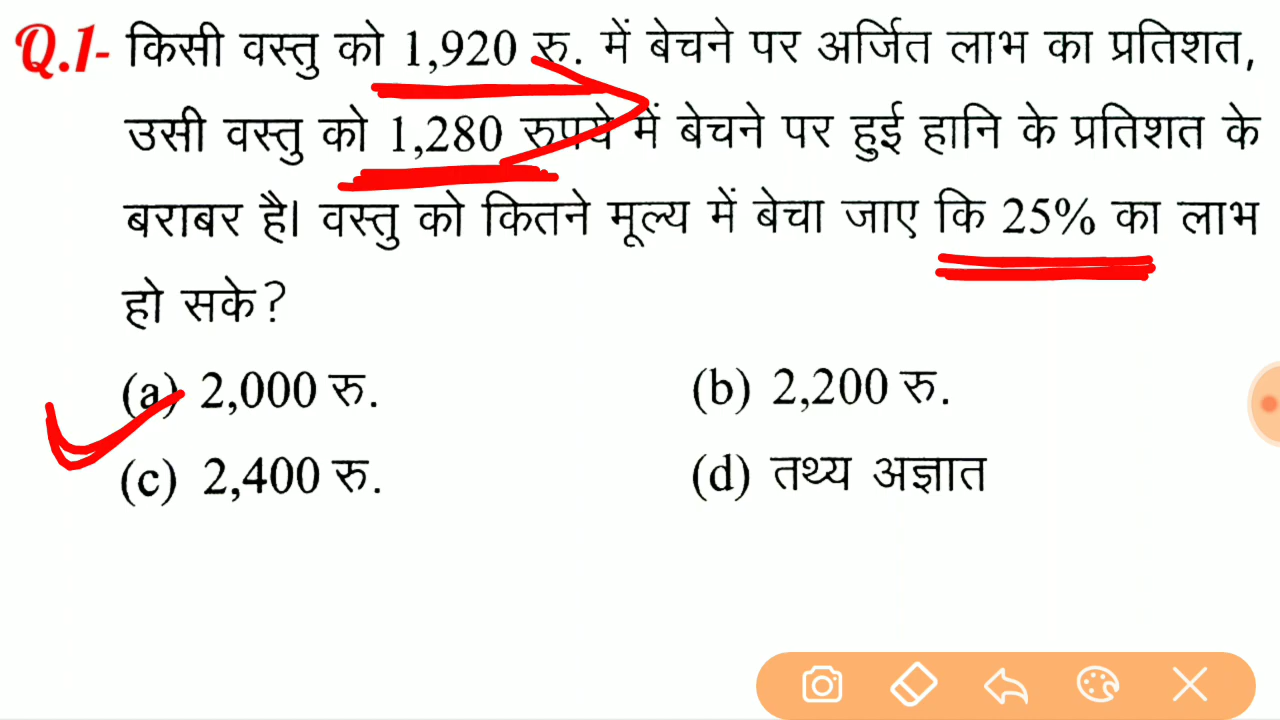 Q.1- किसी वस्तु को 1,920 रु. में बेचने पर अर्जित लाभ का प्रतिशत,
उसी वस्तु को 1,280 रुपये में बेचने पर हुई हानि के प्रतिशत के
बराबर है। वस्तु को कितने मूल्य में बेचा जाए कि 25% का लाभ
हो सके?
(a) 2,000 रु. (b) 2,200 रु.
(c) 2,400 रु. (d) तथ्य अज्ञात